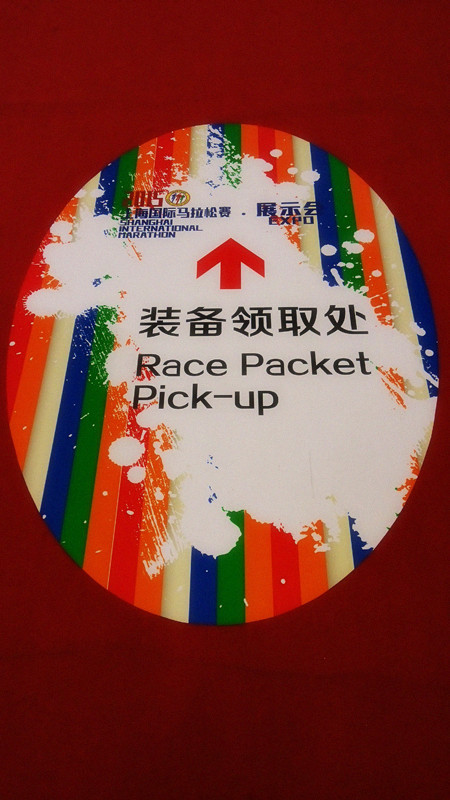 2015
上海国际马拉松赛·展示会
SHANGHAI
INTERNATIONAL
MARATHON
EXPO
装备领取处
Race Packet
Pick-up